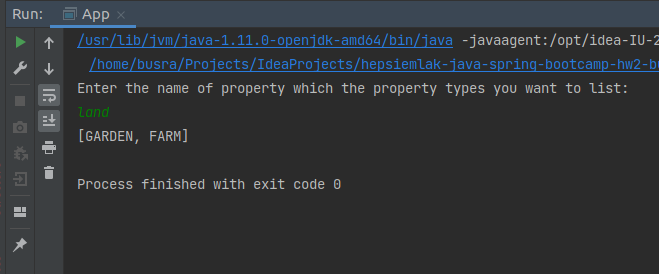 Run: App ×
/usr/lib/jvm/java-1.11.0-openjdk-amd64/bin/java -javaagent:/opt/idea-IU-2
/home/busra/Projects/IdeaProjects/hepsiemlak-java-spring-bootcamp-hw2-b
Enter the name of property which the property types you want to list:
land
[GARDEN, FARM]
Process finished with exit code 0